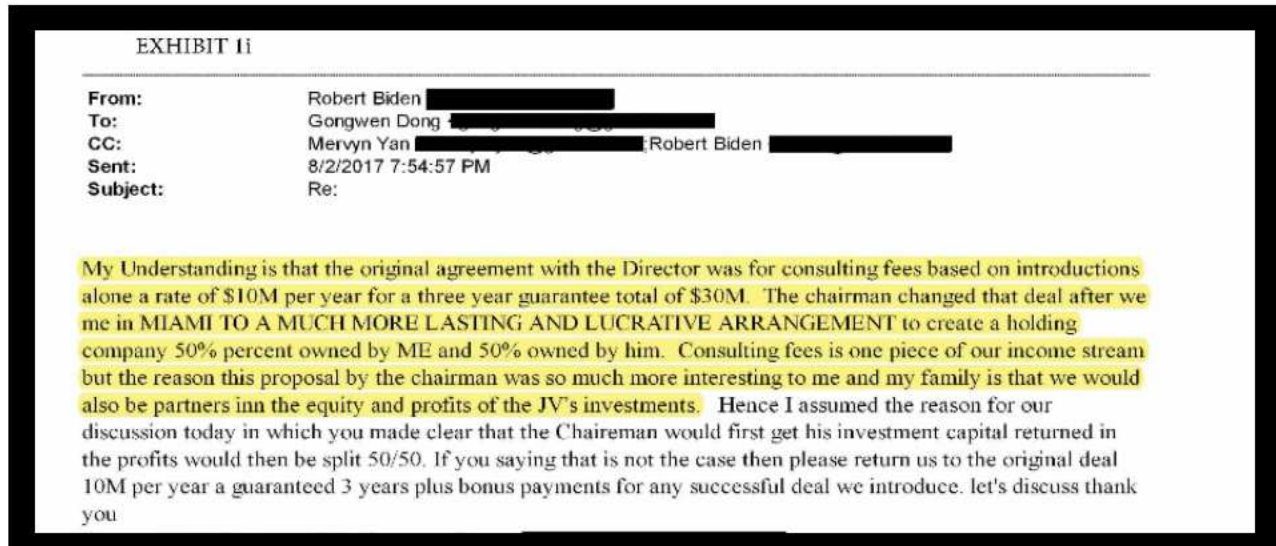 EXHIBIT 1i
From: Robert Biden
To: Gongwen Dong
CC: Mervyn Yan ;Robert Biden
Sent: 8/2/2017 7:54:57 PM
Subject: Re:
My Understanding is that the original agreement with the Director was for consulting fees based on introductions
alone a rate of $10M per year for a three year guarantee total of $30M. The chairman changed that deal after we
me in MIAMI TO A MUCH MORE LASTING AND LUCRATIVE ARRANGEMENT to create a holding
company 50% percent owned by ME and 50% owned by him. Consulting fees is one piece of our income stream
but the reason this proposal by the chairman was so much more interesting to me and my family is that we would
also be partners inn the equity and profits of the JV's investments. Hence I assumed the reason for our
discussion today in which you made clear that the Chaireman would first get his investment capital returned in
the profits would then be split 50/50. If you saying that is not the case then please return us to the original deal
10M per year a guaranteed 3 years plus bonus payments for any successful deal we introduce. let's discuss thank
you